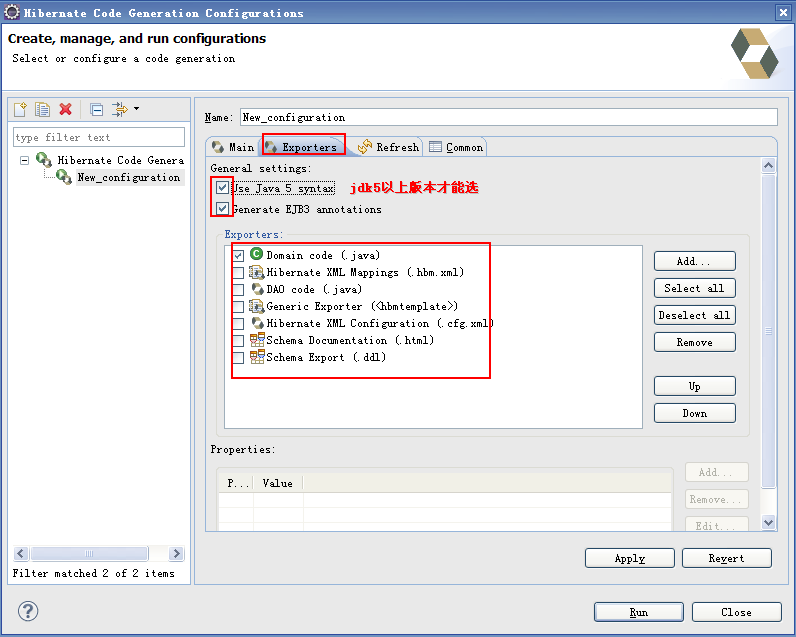 Hibernate Code Generation Configurations
Create, manage, and run configurations
Select or configure a code generation
type filter text
Hibernate Code Genera
New_configuration
Filter matched 2 of 2 items
Name: New_configuration
Main Exporters Refresh Common
General settings:
Use Java 5 syntax jdk5以上版本才能选
Generate EJB3 annotations
Exporters:
Domain code (.java)
Hibernate XML Mappings (.hbm.xml)
DAO code (.java)
Generic Exporter (<hbmtemplate>)
Hibernate XML Configuration (.cfg.xml)
Schema Documentation (.html)
Schema Export (.ddl)
Add...
Select all
Deselect all
Remove
Up
Down
Properties:
P... Value
Add...
Remove...
Edit...
Apply Revert
Run Close